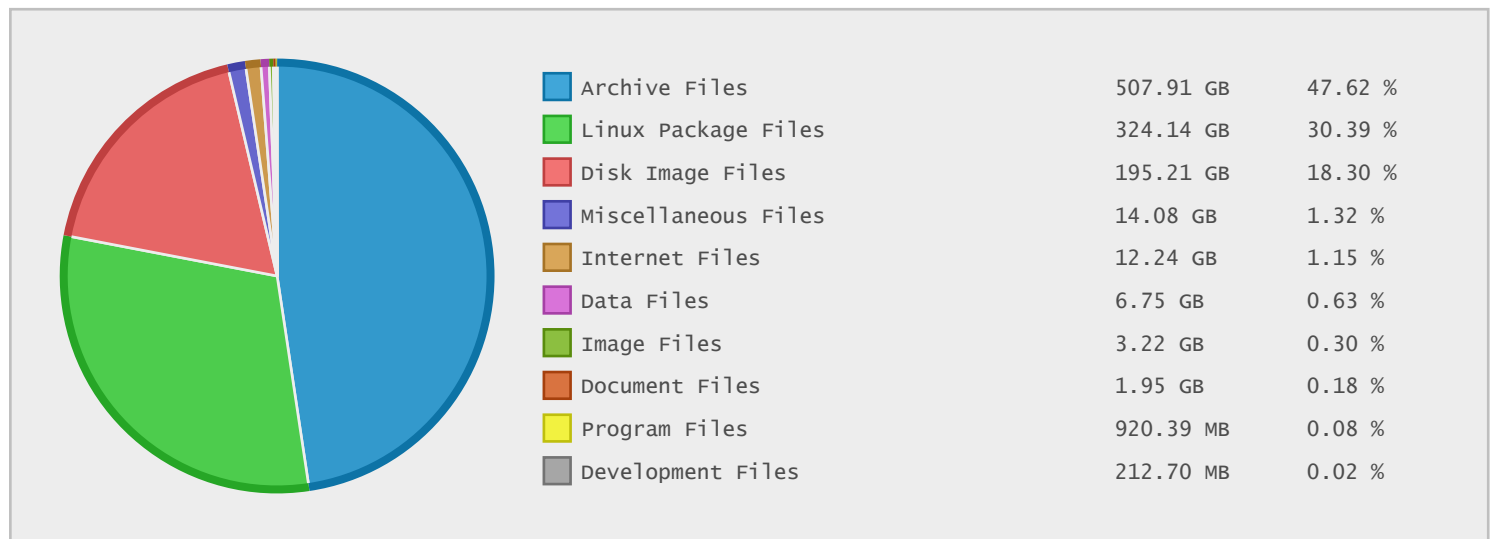 Archive Files 507.91 GB 47.62 %
Linux Package Files 324.14 GB 30.39 %
Disk Image Files 195.21 GB 18.30 %
Miscellaneous Files 14.08 GB 1.32 %
Internet Files 12.24 GB 1.15 %
Data Files 6.75 GB 0.63 %
Image Files 3.22 GB 0.30 %
Document Files 1.95 GB 0.18 %
Program Files 920.39 MB 0.08 %
Development Files 212.70 MB 0.02 %